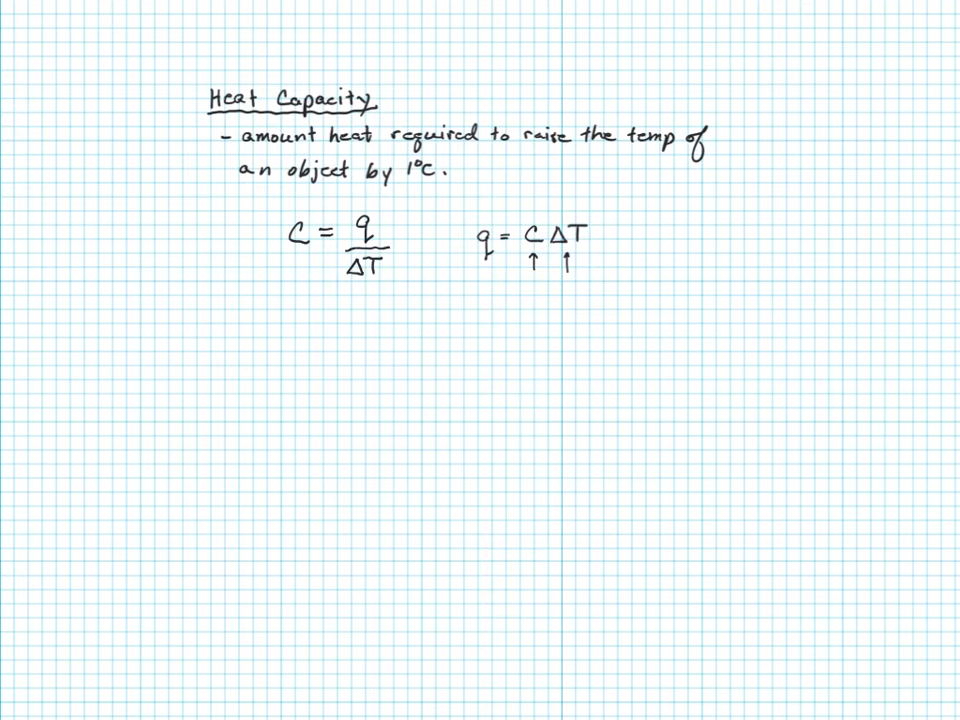 Heat Capacity
- amount heat required to raise the temp of
an object by 1°C.
C = q / ΔT
q = C ΔT
↑ ↑